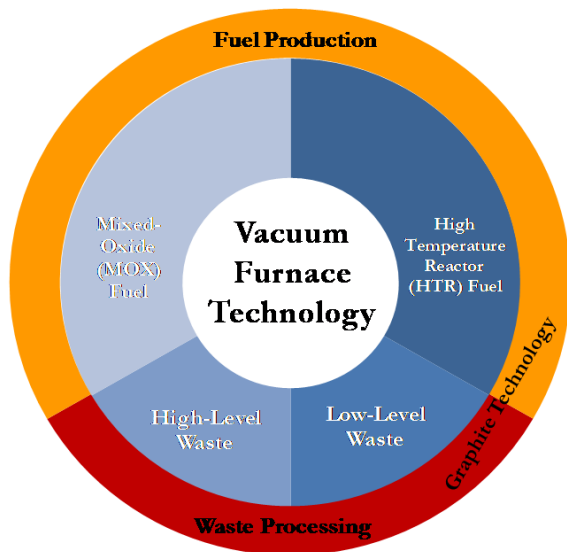 Fuel Production
Mixed-
Oxide
(MOX)
Fuel
Vacuum
Furnace
Technology
High
Temperature
Reactor
(HTR) Fuel
High-Level
Waste
Low-Level
Waste
Graphite Technology
Waste Processing